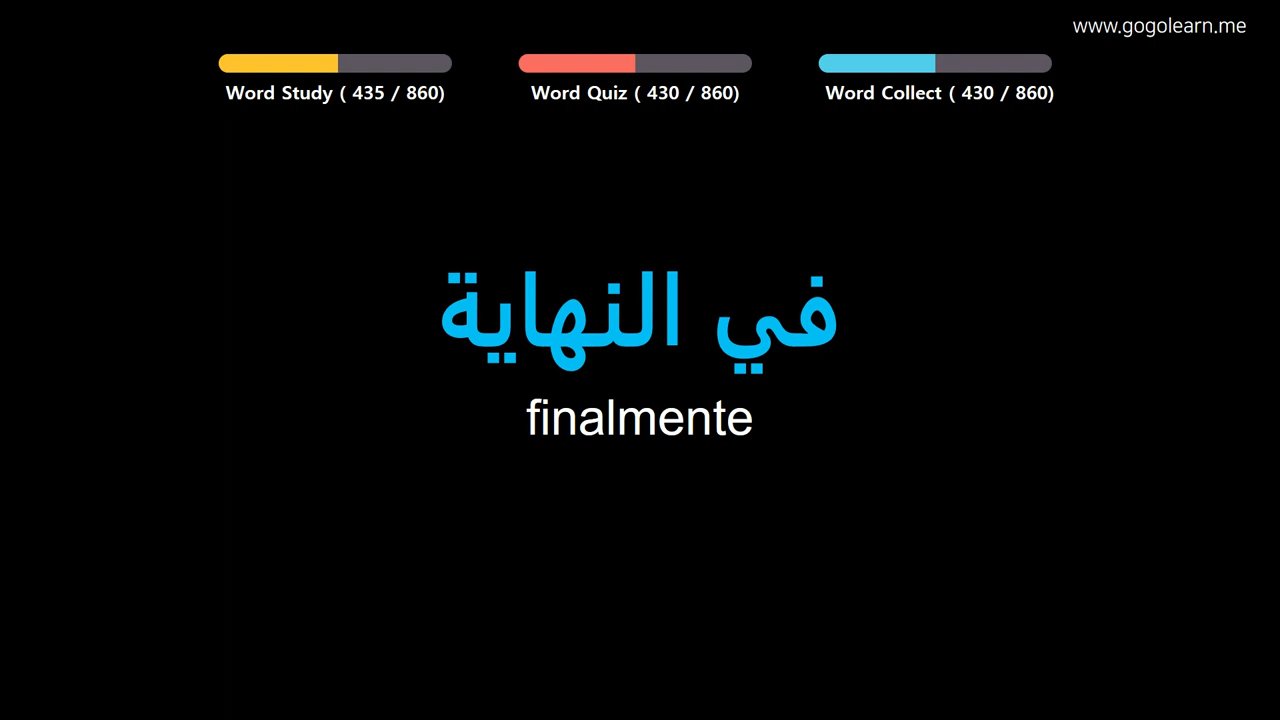 www.gogolearn.me
Word Study ( 435 / 860)
Word Quiz ( 430 / 860)
Word Collect ( 430 / 860)
في النهاية
finalmente